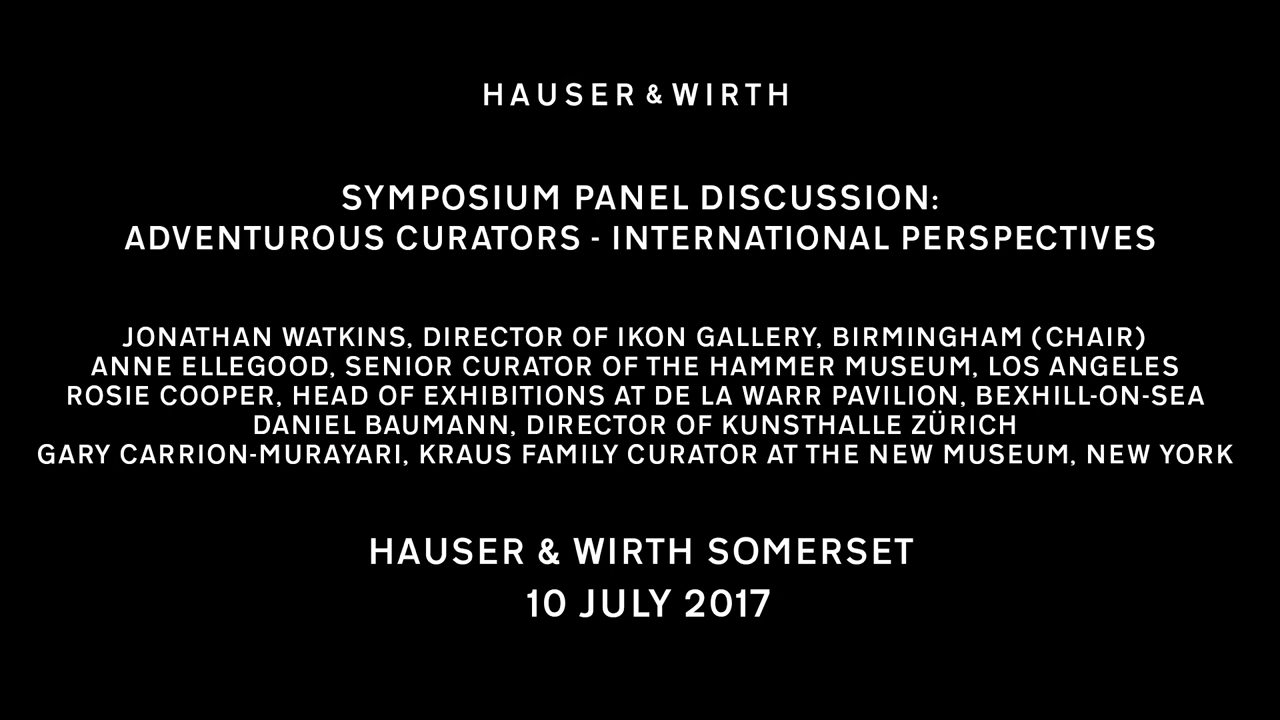 HAUSER & WIRTH
SYMPOSIUM PANEL DISCUSSION:
ADVENTUROUS CURATORS - INTERNATIONAL PERSPECTIVES
JONATHAN WATKINS, DIRECTOR OF IKON GALLERY, BIRMINGHAM (CHAIR)
ANNE ELLEGOOD, SENIOR CURATOR OF THE HAMMER MUSEUM, LOS ANGELES
ROSIE COOPER, HEAD OF EXHIBITIONS AT DE LA WARR PAVILION, BEXHILL-ON-SEA
DANIEL BAUMANN, DIRECTOR OF KUNSTHALLE ZÜRICH
GARY CARRION-MURAYARI, KRAUS FAMILY CURATOR AT THE NEW MUSEUM, NEW YORK
HAUSER & WIRTH SOMERSET
10 JULY 2017